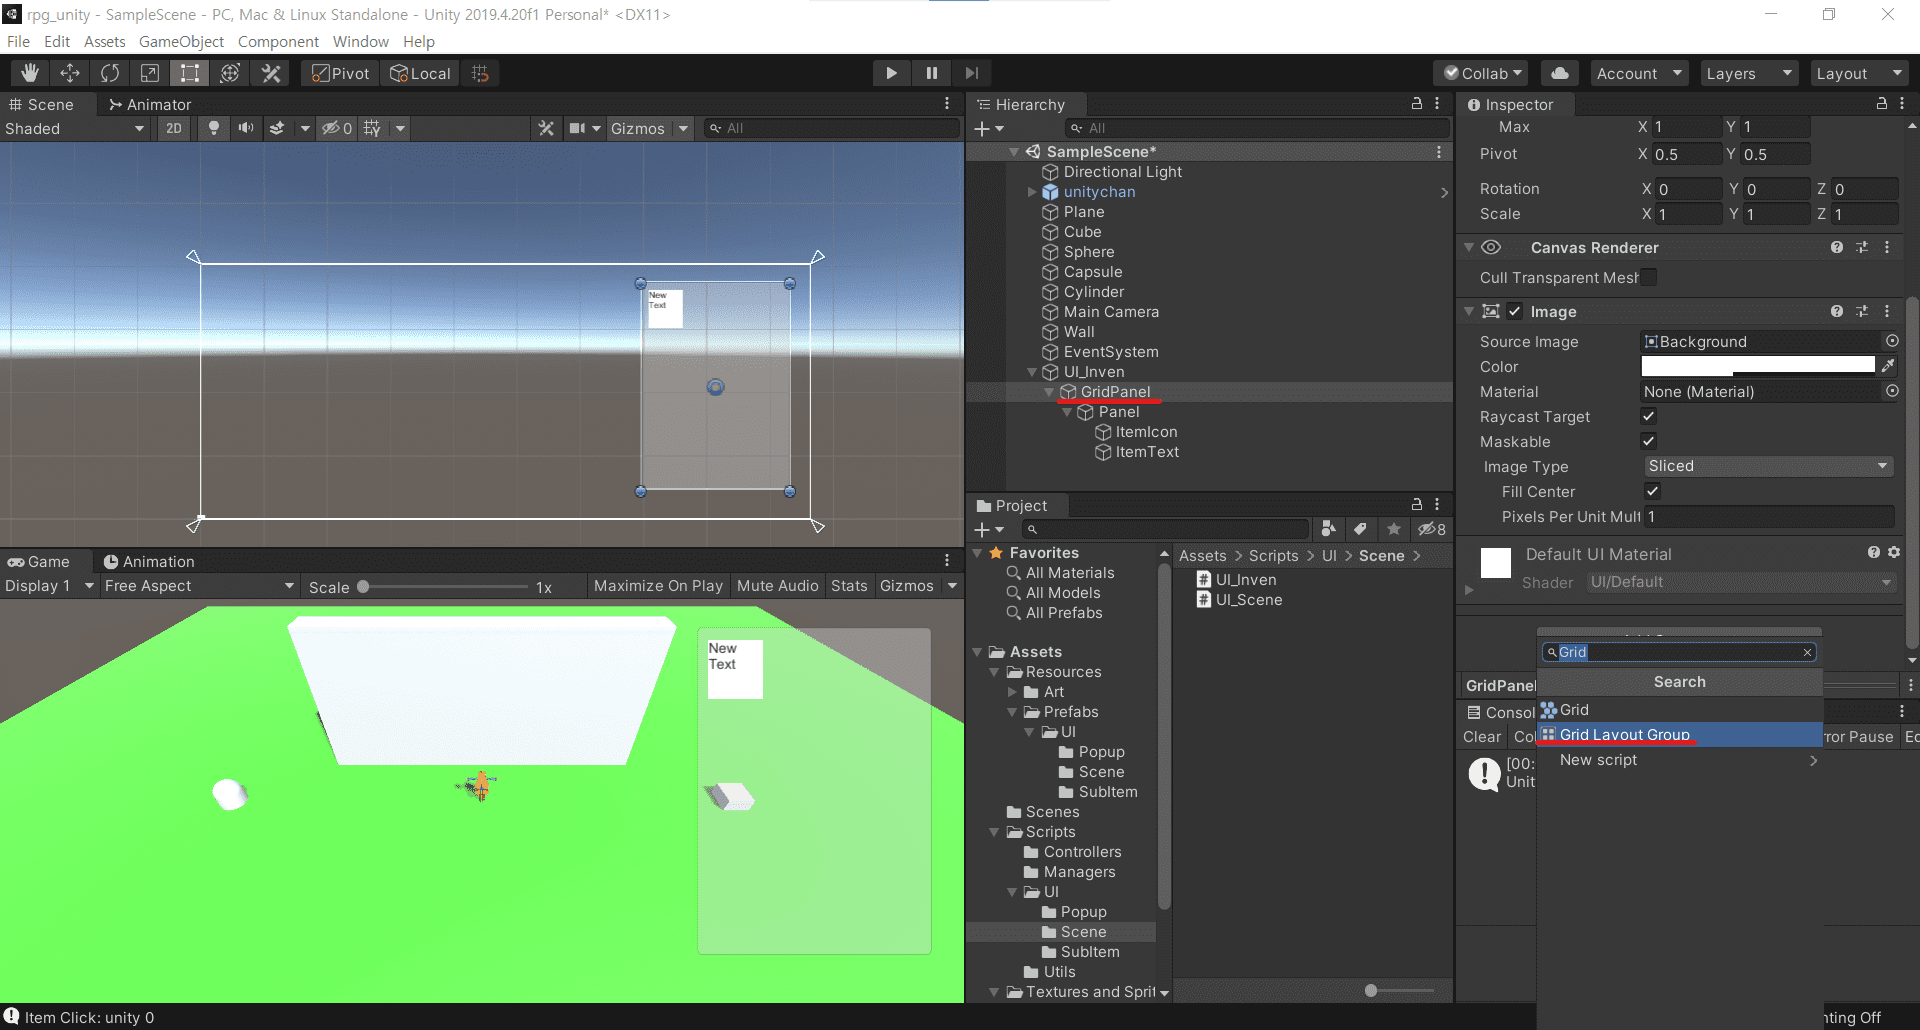 rpg_unity - SampleScene - PC, Mac & Linux Standalone - Unity 2019.4.20f1 Personal* <DX11>
File Edit Assets GameObject Component Window Help
Pivot Local Collab Account Layers Layout
Scene Animator
Shaded 2D 0 Gizmos All
Hierarchy
All
SampleScene*
Directional Light
unitychan
Plane
Cube
Sphere
Capsule
Cylinder
Main Camera
Wall
EventSystem
UI_Inven
GridPanel
Panel
ItemIcon
ItemText
New
Text
Game Animation
Display 1 Free Aspect Scale 1x Maximize On Play Mute Audio Stats Gizmos
New
Text
Project
8
Favorites
All Materials
All Models
All Prefabs
Assets
Resources
Art
Prefabs
UI
Popup
Scene
SubItem
Scenes
Scripts
Controllers
Managers
UI
Popup
Scene
SubItem
Utils
Textures and Sprit
Assets > Scripts > UI > Scene >
UI_Inven
UI_Scene
Inspector
Max X 1 Y 1
Pivot X 0.5 Y 0.5
Rotation X 0 Y 0 Z 0
Scale X 1 Y 1 Z 1
Canvas Renderer
Cull Transparent Mesh
Image
Source Image Background
Color
Material None (Material)
Raycast Target
Maskable
Image Type Sliced
Fill Center
Pixels Per Unit Mult 1
Default UI Material
Shader UI/Default
Grid
Search
Grid
Grid Layout Group
New script
GridPanel
Consol
Clear Col ror Pause Ed
[00:
Unit
Item Click: unity 0
nting Off